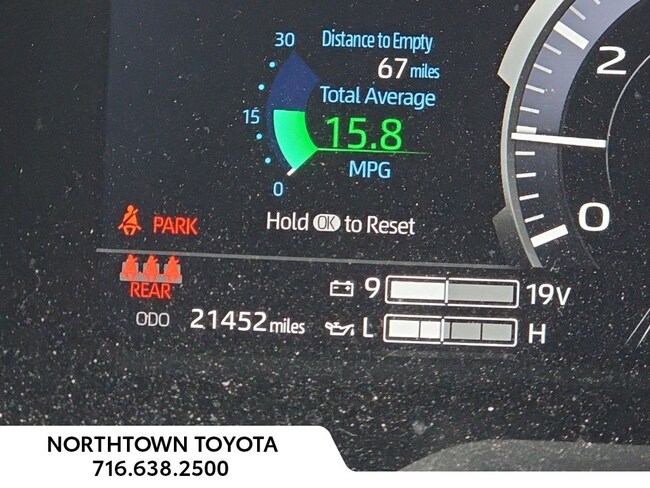 30
Distance to Empty
67 miles
Total Average
15
15.8
MPG
0
Hold OK to Reset
PARK
REAR
ODO 21452 miles
9 19V
L H
2
0
NORTHTOWN TOYOTA
716.638.2500